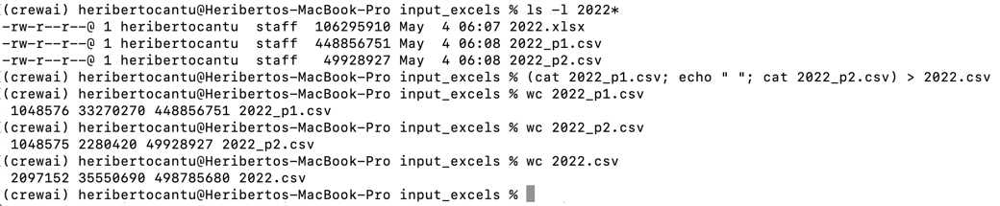 [(crewai) heribertocantu@Heribertos-MacBook-Pro input_excels % ls -l 2022*
-rw-r--r--@ 1 heribertocantu  staff  106295910 May  4 06:07 2022.xlsx
-rw-r--r--@ 1 heribertocantu  staff  448856751 May  4 06:08 2022_p1.csv
-rw-r--r--@ 1 heribertocantu  staff   49928927 May  4 06:08 2022_p2.csv
[(crewai) heribertocantu@Heribertos-MacBook-Pro input_excels % (cat 2022_p1.csv; echo " "; cat 2022_p2.csv) > 2022.csv
[(crewai) heribertocantu@Heribertos-MacBook-Pro input_excels % wc 2022_p1.csv
 1048576 33270270 448856751 2022_p1.csv
[(crewai) heribertocantu@Heribertos-MacBook-Pro input_excels % wc 2022_p2.csv
 1048575 2280420 49928927 2022_p2.csv
[(crewai) heribertocantu@Heribertos-MacBook-Pro input_excels % wc 2022.csv
 2097152 35550690 498785680 2022.csv
(crewai) heribertocantu@Heribertos-MacBook-Pro input_excels %